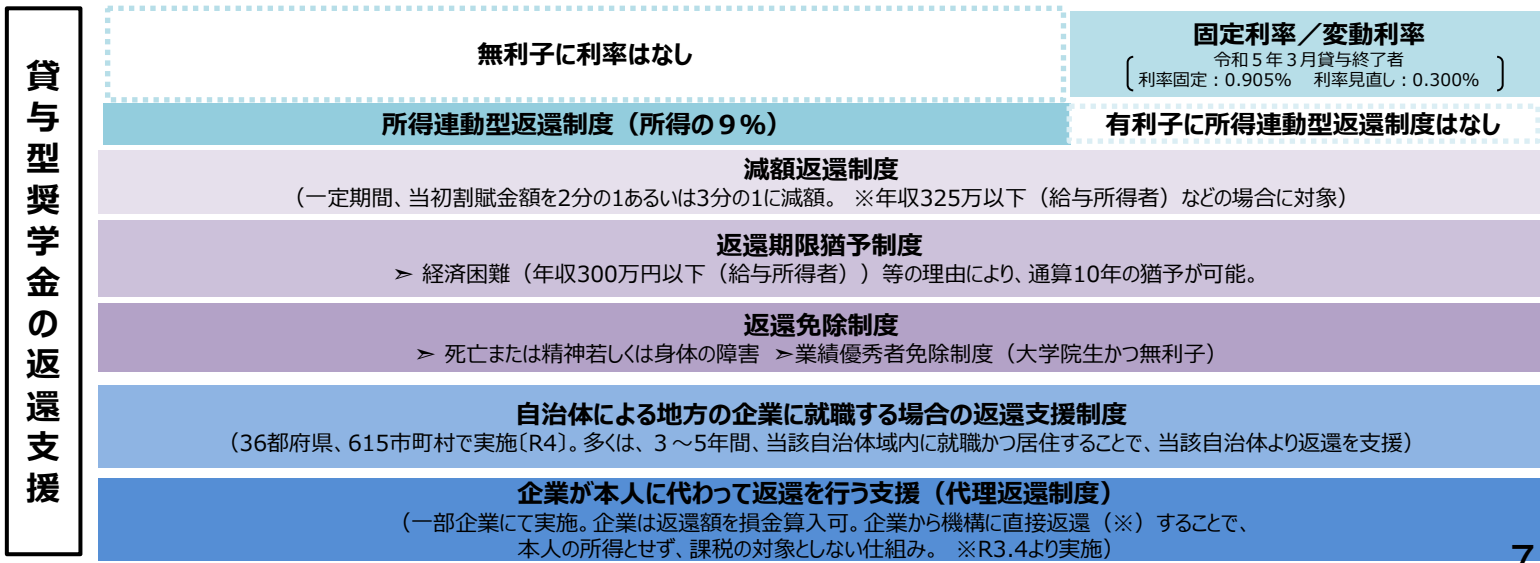 貸与型奨学金の返還支援
無利子に利率はなし
固定利率／変動利率
令和５年３月貸与終了者
利率固定：0.905%　利率見直し：0.300%
所得連動型返還制度（所得の９％）
有利子に所得連動型返還制度はなし
減額返還制度
（一定期間、当初割賦金額を2分の1あるいは3分の1に減額。 ※年収325万以下（給与所得者）などの場合に対象）
返還期限猶予制度
➣ 経済困難（年収300万円以下（給与所得者））等の理由により、通算10年の猶予が可能。
返還免除制度
➣ 死亡または精神若しくは身体の障害 ➣業績優秀者免除制度（大学院生かつ無利子）
自治体による地方の企業に就職する場合の返還支援制度
（36都府県、615市町村で実施〔R4〕。多くは、３～5年間、当該自治体域内に就職かつ居住することで、当該自治体より返還を支援）
企業が本人に代わって返還を行う支援（代理返還制度）
（一部企業にて実施。企業は返還額を損金算入可。企業から機構に直接返還（※）することで、
本人の所得とせず、課税の対象としない仕組み。 ※R3.4より実施）
7